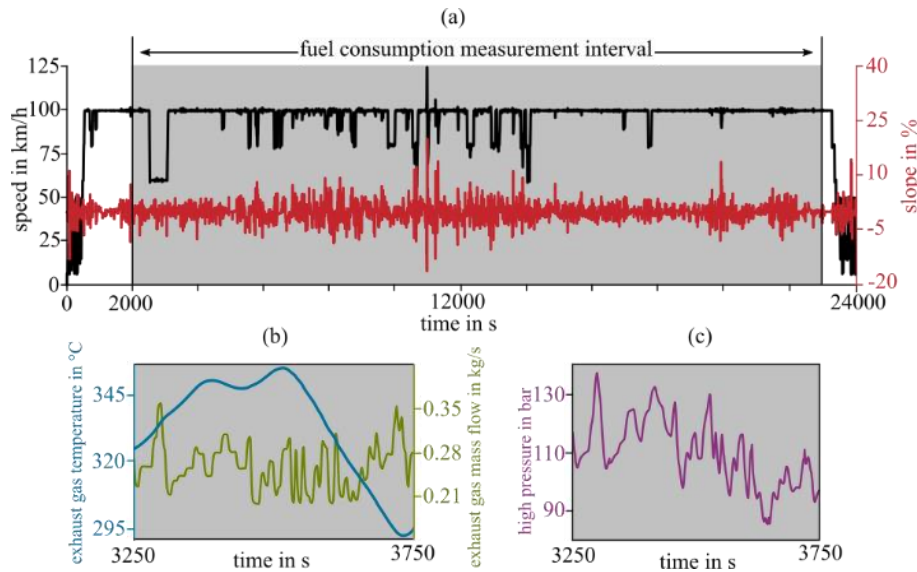 (a)
fuel consumption measurement interval
speed in km/h
125
100
75
50
25
0
40
25
10
-5
-20
slope in %
0
2000
12000
24000
time in s
(b)
exhaust gas temperature in °C
345
320
295
0.35
0.28
0.21
exhaust gas mass flow in kg/s
3250
time in s
3750
(c)
high pressure in bar
130
110
90
3250
time in s
3750